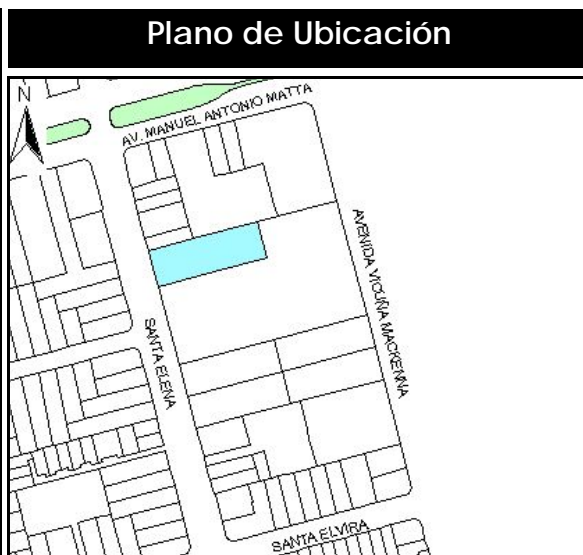 Plano de Ubicación
N
AV. MANUEL ANTONIO MATTA
AVENIDA VICUÑA MACKENNA
SANTA ELENA
SANTA ELVIRA